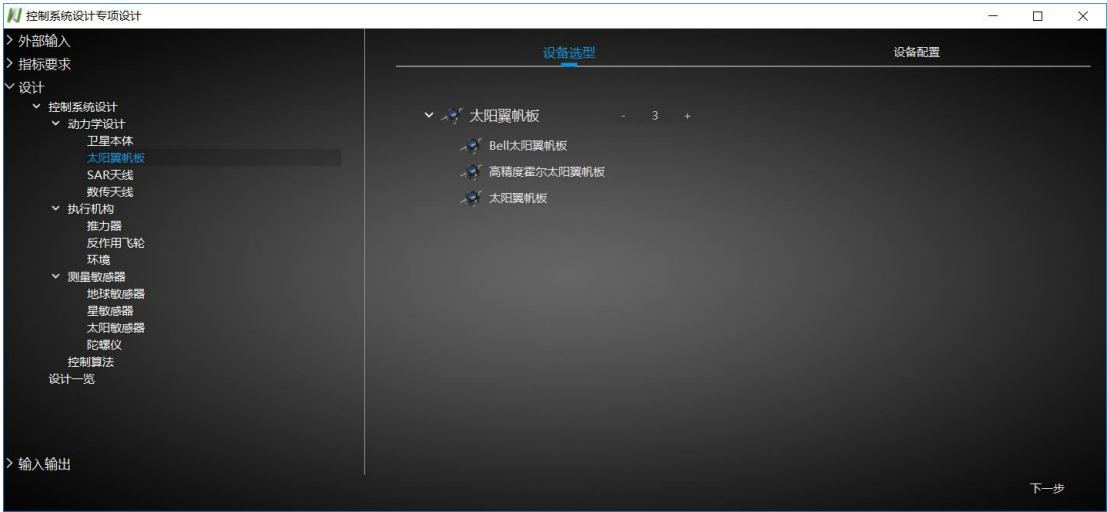 控制系统设计专项设计
外部输入
指标要求
设计
控制系统设计
动力学设计
卫星本体
太阳翼帆板
SAR天线
数传天线
执行机构
推力器
反作用飞轮
环境
测量敏感器
地球敏感器
星敏感器
太阳敏感器
陀螺仪
控制算法
设计一览
输入输出
设备选型
设备配置
太阳翼帆板 - 3 +
Bell太阳翼帆板
高精度霍尔太阳翼帆板
太阳翼帆板
下一步